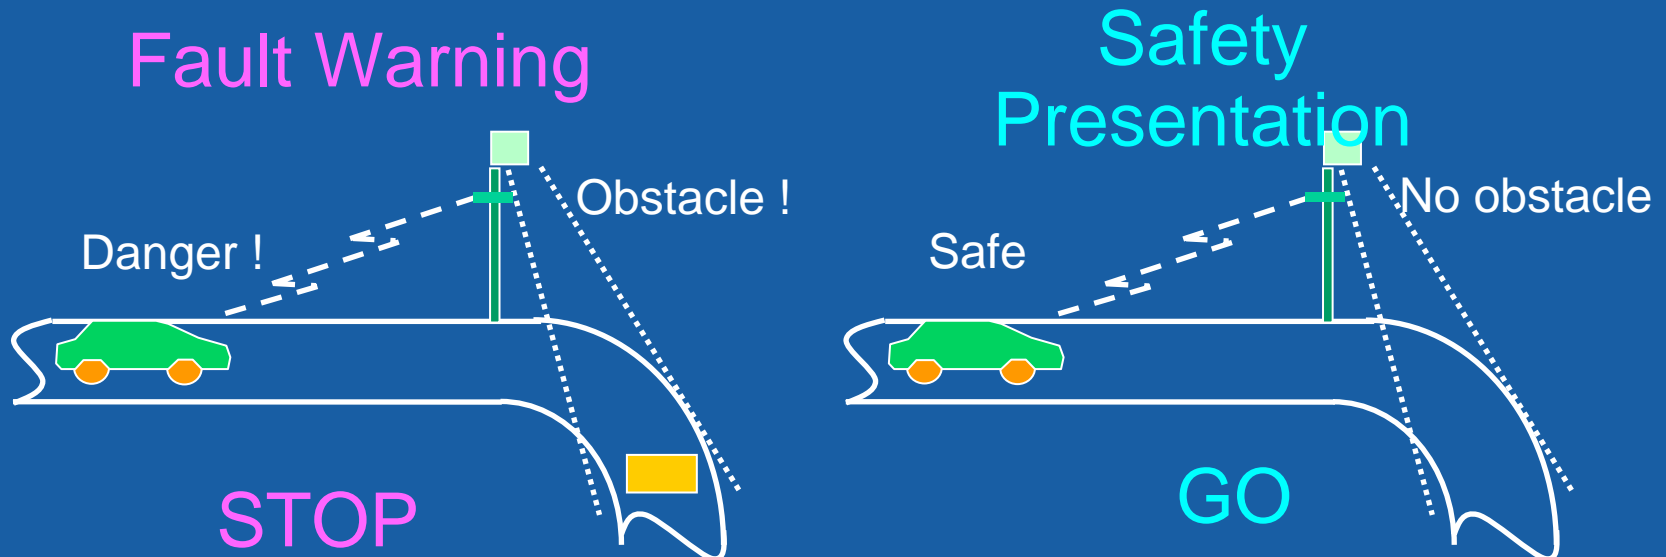 Fault Warning
Obstacle !
Danger !
STOP
Safety
Presentation
No obstacle
Safe
GO